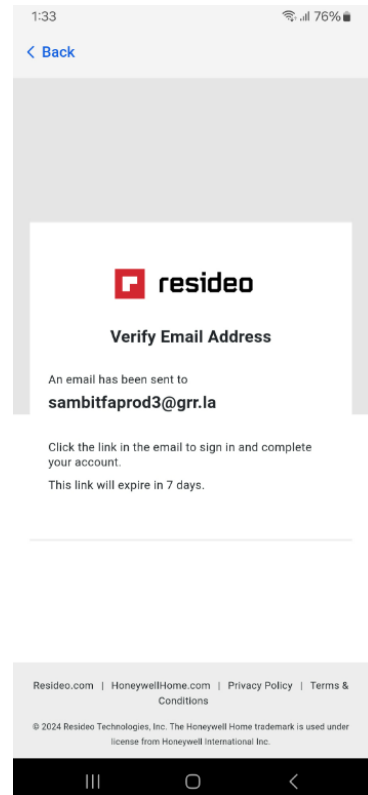 1:33
76%
Back
resideo
Verify Email Address
An email has been sent to
sambitfaprod3@grr.la
Click the link in the email to sign in and complete
your account.
This link will expire in 7 days.
Resideo.com | HoneywellHome.com | Privacy Policy | Terms &
Conditions
© 2024 Resideo Technologies, Inc. The Honeywell Home trademark is used under
license from Honeywell International Inc.